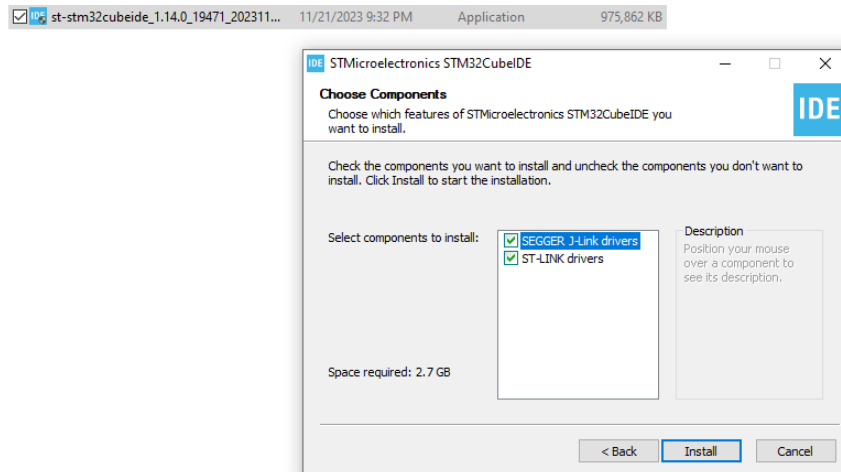 IDE st-stm32cubeide_1.14.0_19471_202311... 11/21/2023 9:32 PM Application 975,862 KB
IDE STMicroelectronics STM32CubeIDE
Choose Components
Choose which features of STMicroelectronics STM32CubeIDE you
want to install.
IDE
Check the components you want to install and uncheck the components you don't want to
install. Click Install to start the installation.
Select components to install:
SEGGER J-Link drivers
ST-LINK drivers
Description
Position your mouse
over a component to
see its description.
Space required: 2.7 GB
< Back Install Cancel